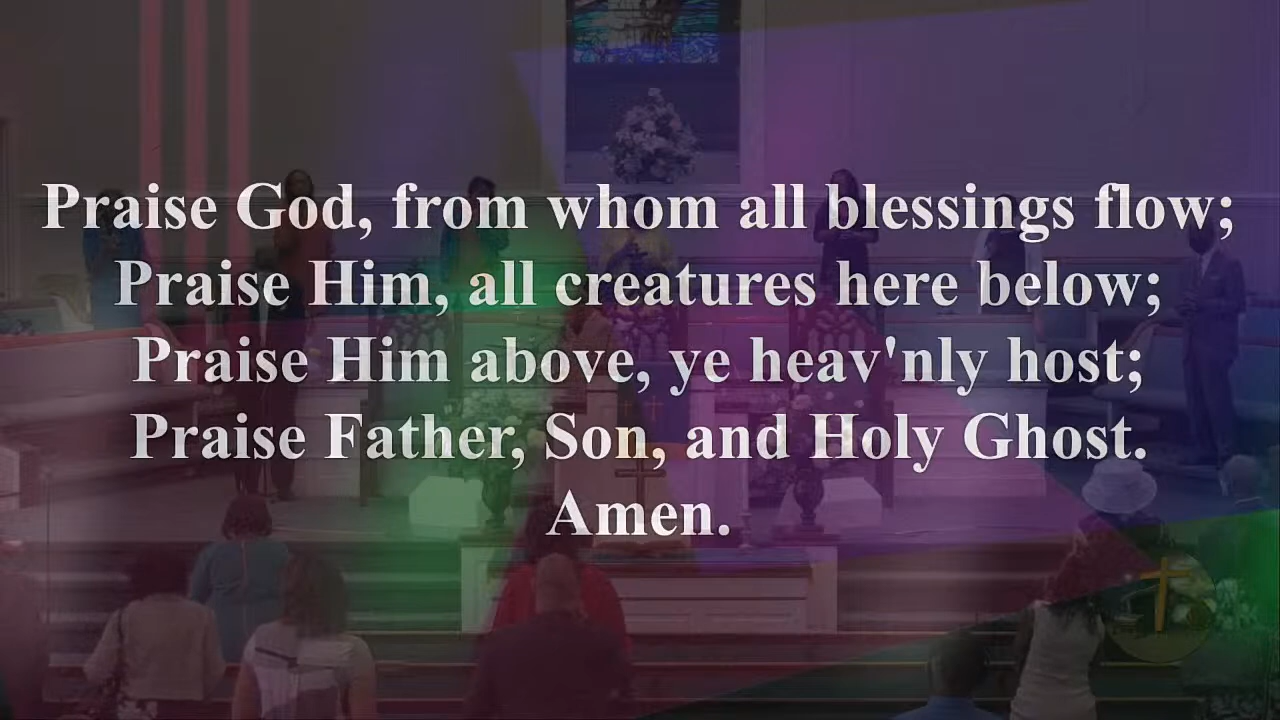 Praise God, from whom all blessings flow;
Praise Him, all creatures here below;
Praise Him above, ye heav'nly host;
Praise Father, Son, and Holy Ghost.
Amen.